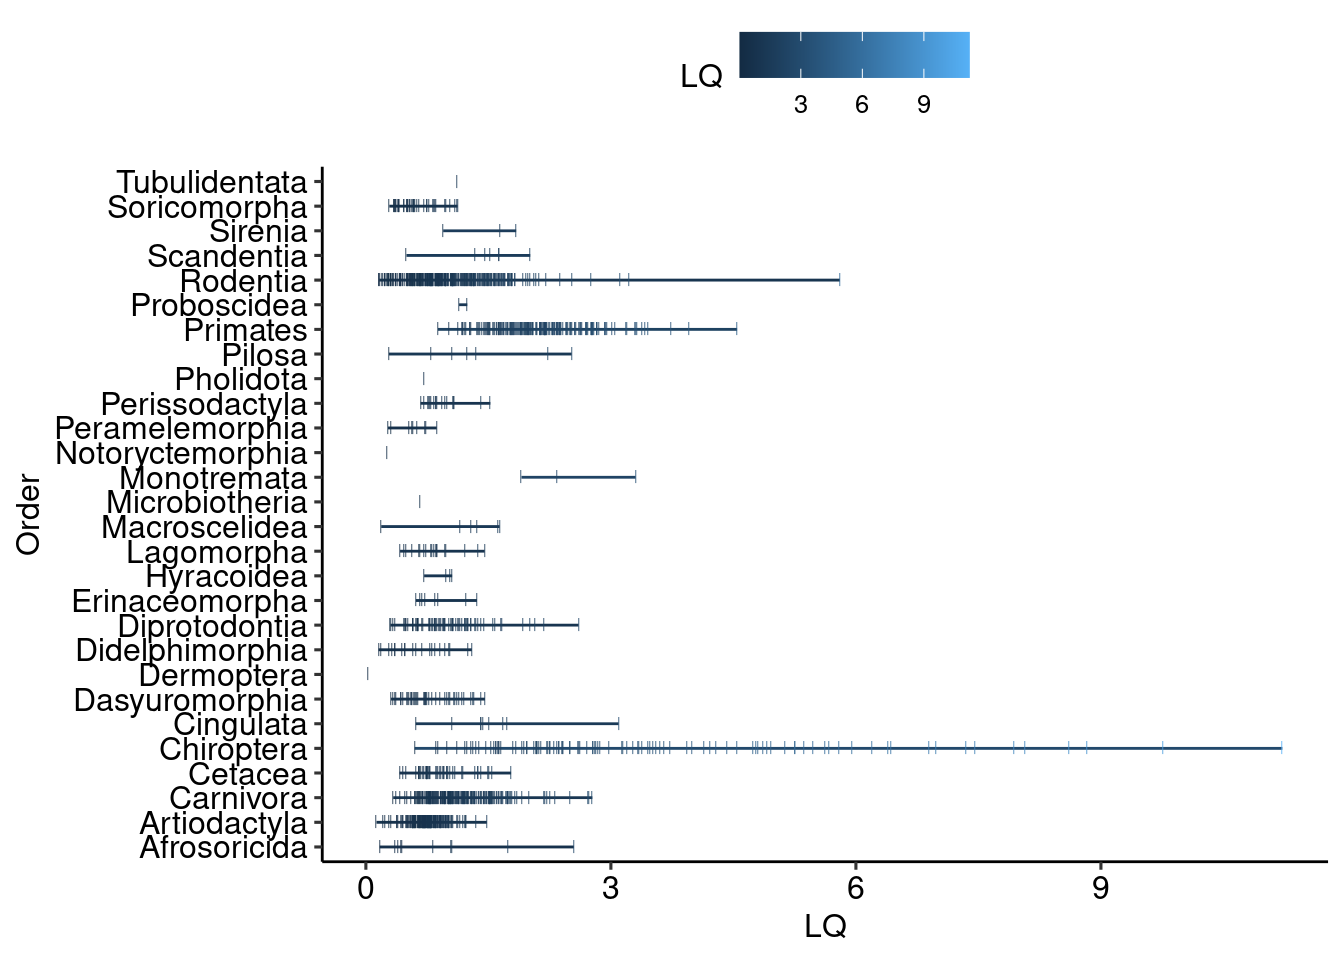 LQ
3 6 9
Tubulidentata
Soricomorpha
Sirenia
Scandentia
Rodentia
Proboscidea
Primates
Pilosa
Pholidota
Perissodactyla
Peramelemorphia
Notoryctemorphia
Monotremata
Microbiotheria
Macroscelidea
Lagomorpha
Hyracoidea
Erinaceomorpha
Diprotodontia
Didelphimorphia
Dermoptera
Dasyuromorphia
Cingulata
Chiroptera
Cetacea
Carnivora
Artiodactyla
Afrosoricida
Order
0 3 6 9
LQ